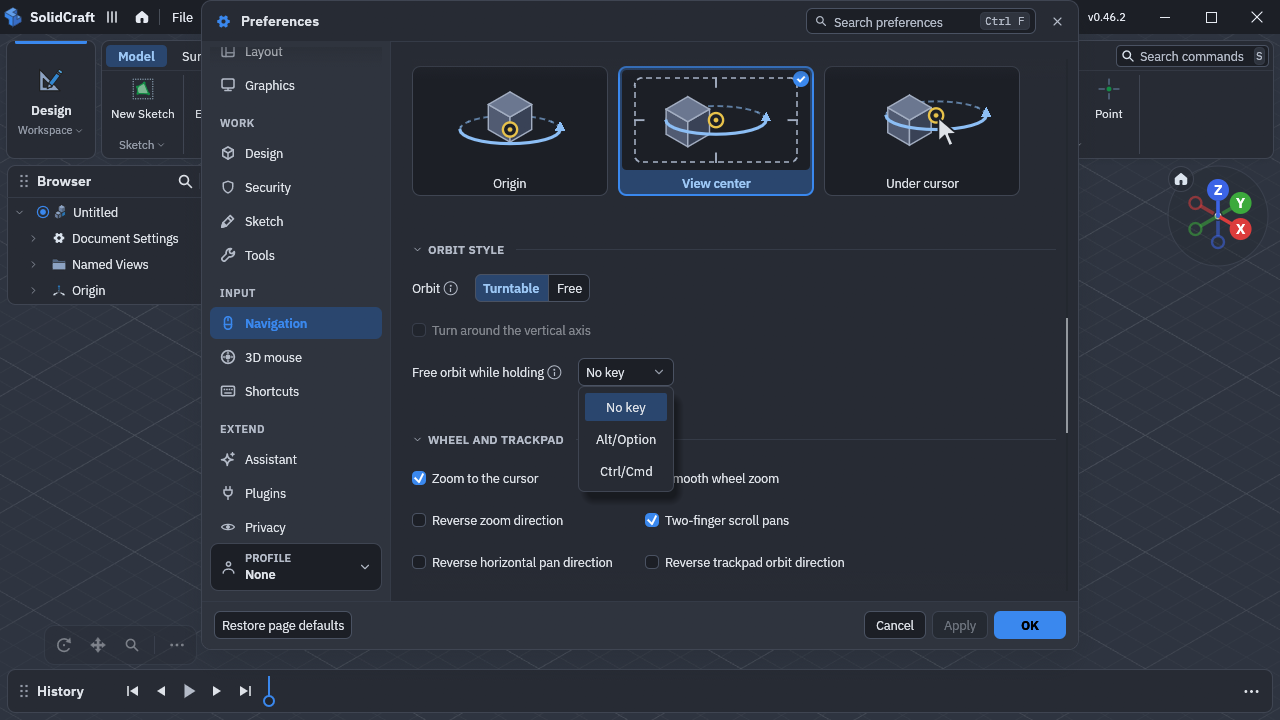 SolidCraft
File
Preferences
Search preferences
Ctrl F
v0.46.2
Design
Workspace
Model
New Sketch
Sketch
Search commands
S
Point
Browser
Untitled
Document Settings
Named Views
Origin
Layout
Graphics
WORK
Design
Security
Sketch
Tools
INPUT
Navigation
3D mouse
Shortcuts
EXTEND
Assistant
Plugins
Privacy
PROFILE
None
Origin
View center
Under cursor
ORBIT STYLE
Orbit
Turntable
Free
Turn around the vertical axis
Free orbit while holding
No key
No key
Alt/Option
Ctrl/Cmd
WHEEL AND TRACKPAD
Zoom to the cursor
mooth wheel zoom
Reverse zoom direction
Two-finger scroll pans
Reverse horizontal pan direction
Reverse trackpad orbit direction
Z
Y
X
Restore page defaults
Cancel
Apply
OK
History